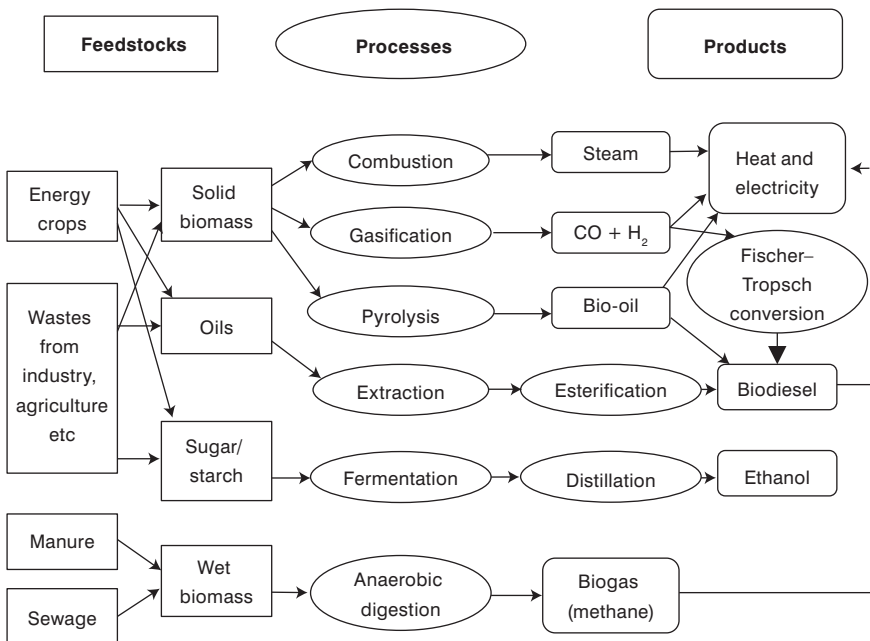 Feedstocks
Processes
Products
Energy
crops
Solid
biomass
Combustion
Steam
Heat and
electricity
Gasification
CO + H₂
Fischer–
Tropsch
conversion
Wastes
from
industry,
agriculture
etc
Oils
Pyrolysis
Bio-oil
Extraction
Esterification
Biodiesel
Sugar/
starch
Fermentation
Distillation
Ethanol
Manure
Sewage
Wet
biomass
Anaerobic
digestion
Biogas
(methane)